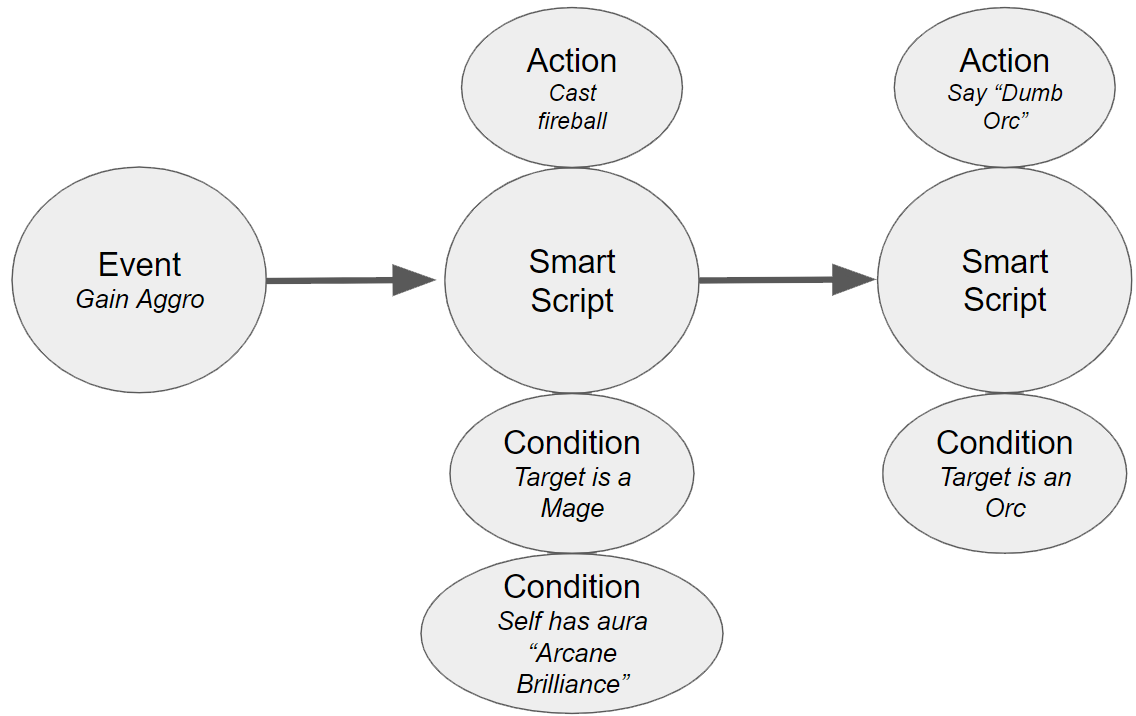 Event
Gain Aggro
Action
Cast
fireball
Smart
Script
Condition
Target is a
Mage
Condition
Self has aura
“Arcane
Brilliance”
Action
Say “Dumb
Orc”
Smart
Script
Condition
Target is an
Orc